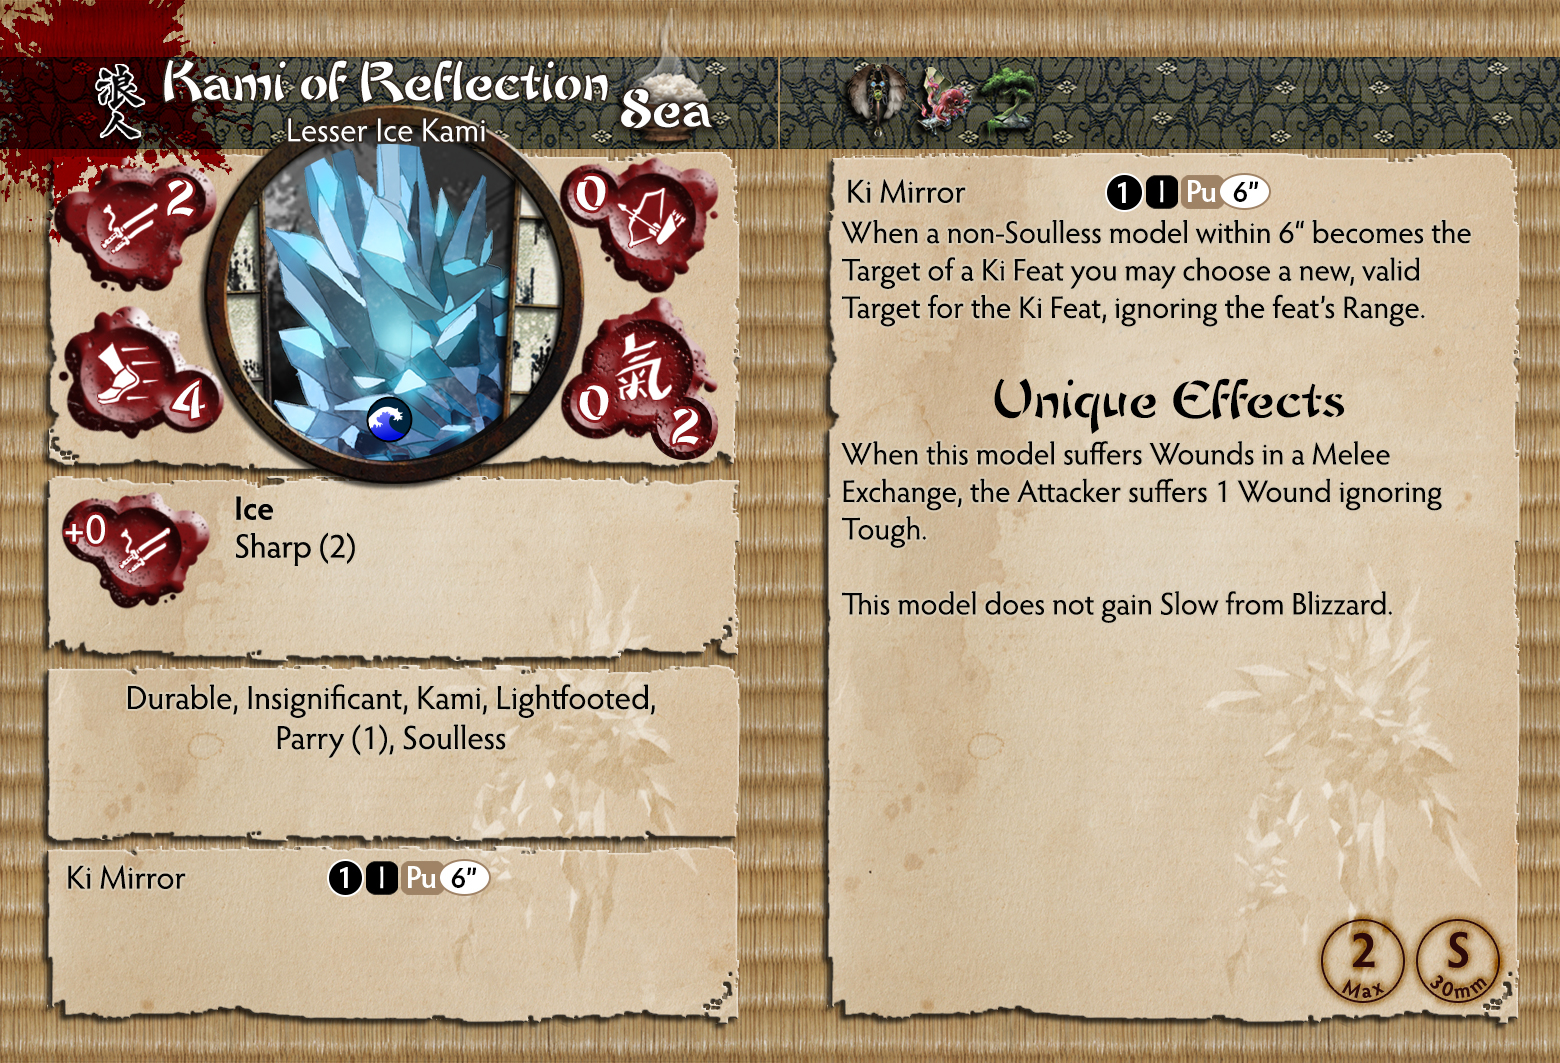 浪人
Kami of Reflection
Sea
Lesser Ice Kami
2
0
4
氣
0
2
+0
Ice
Sharp (2)
Durable, Insignificant, Kami, Lightfooted,
Parry (1), Soulless
Ki Mirror 1 I Pu 6”
Ki Mirror 1 I Pu 6”
When a non-Soulless model within 6“ becomes the
Target of a Ki Feat you may choose a new, valid
Target for the Ki Feat, ignoring the feat’s Range.
Unique Effects
When this model suffers Wounds in a Melee
Exchange, the Attacker suffers 1 Wound ignoring
Tough.
This model does not gain Slow from Blizzard.
2
Max
S
30mm